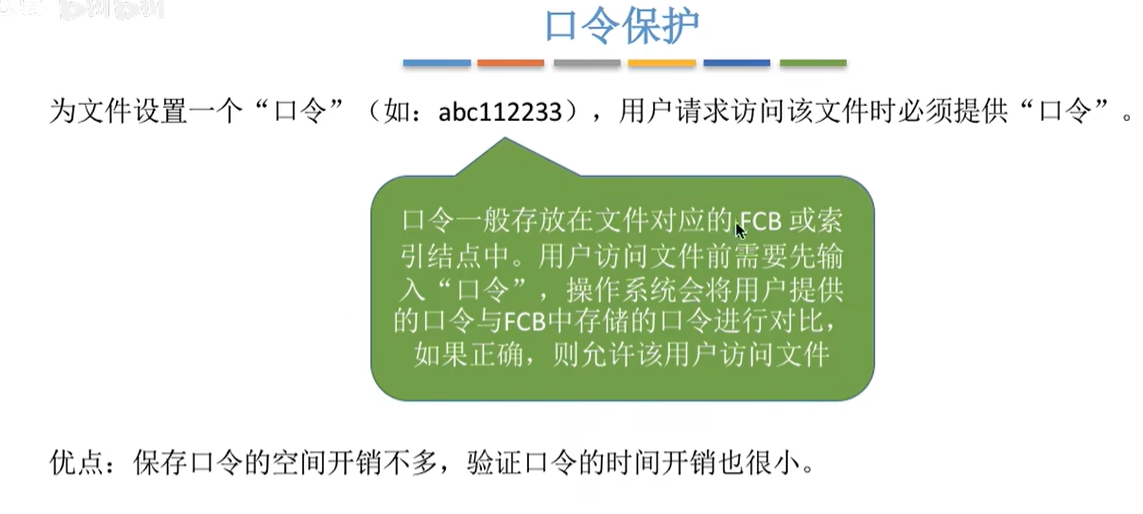 口令保护
为文件设置一个“口令”（如：abc112233），用户请求访问该文件时必须提供“口令”。
口令一般存放在文件对应的 FCB 或索
引结点中。用户访问文件前需要先输
入“口令”，操作系统会将用户提供
的口令与FCB中存储的口令进行对比，
如果正确，则允许该用户访问文件
优点：保存口令的空间开销不多，验证口令的时间开销也很小。